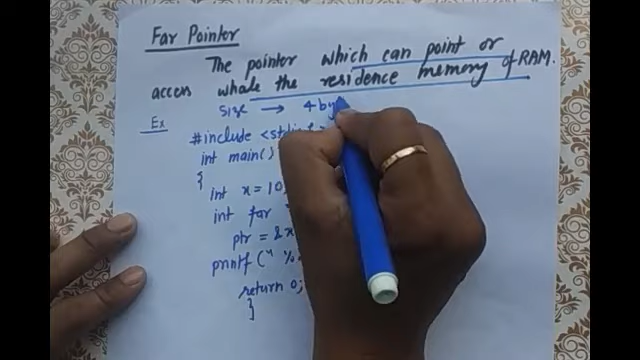 Far Pointer
The pointer which can point or
access whole the residence memory of RAM.
size → 4 by
Ex
#include <stdi
int main()
{
int x = 10;
int far
ptr = &x
printf (" %
return 0;
}